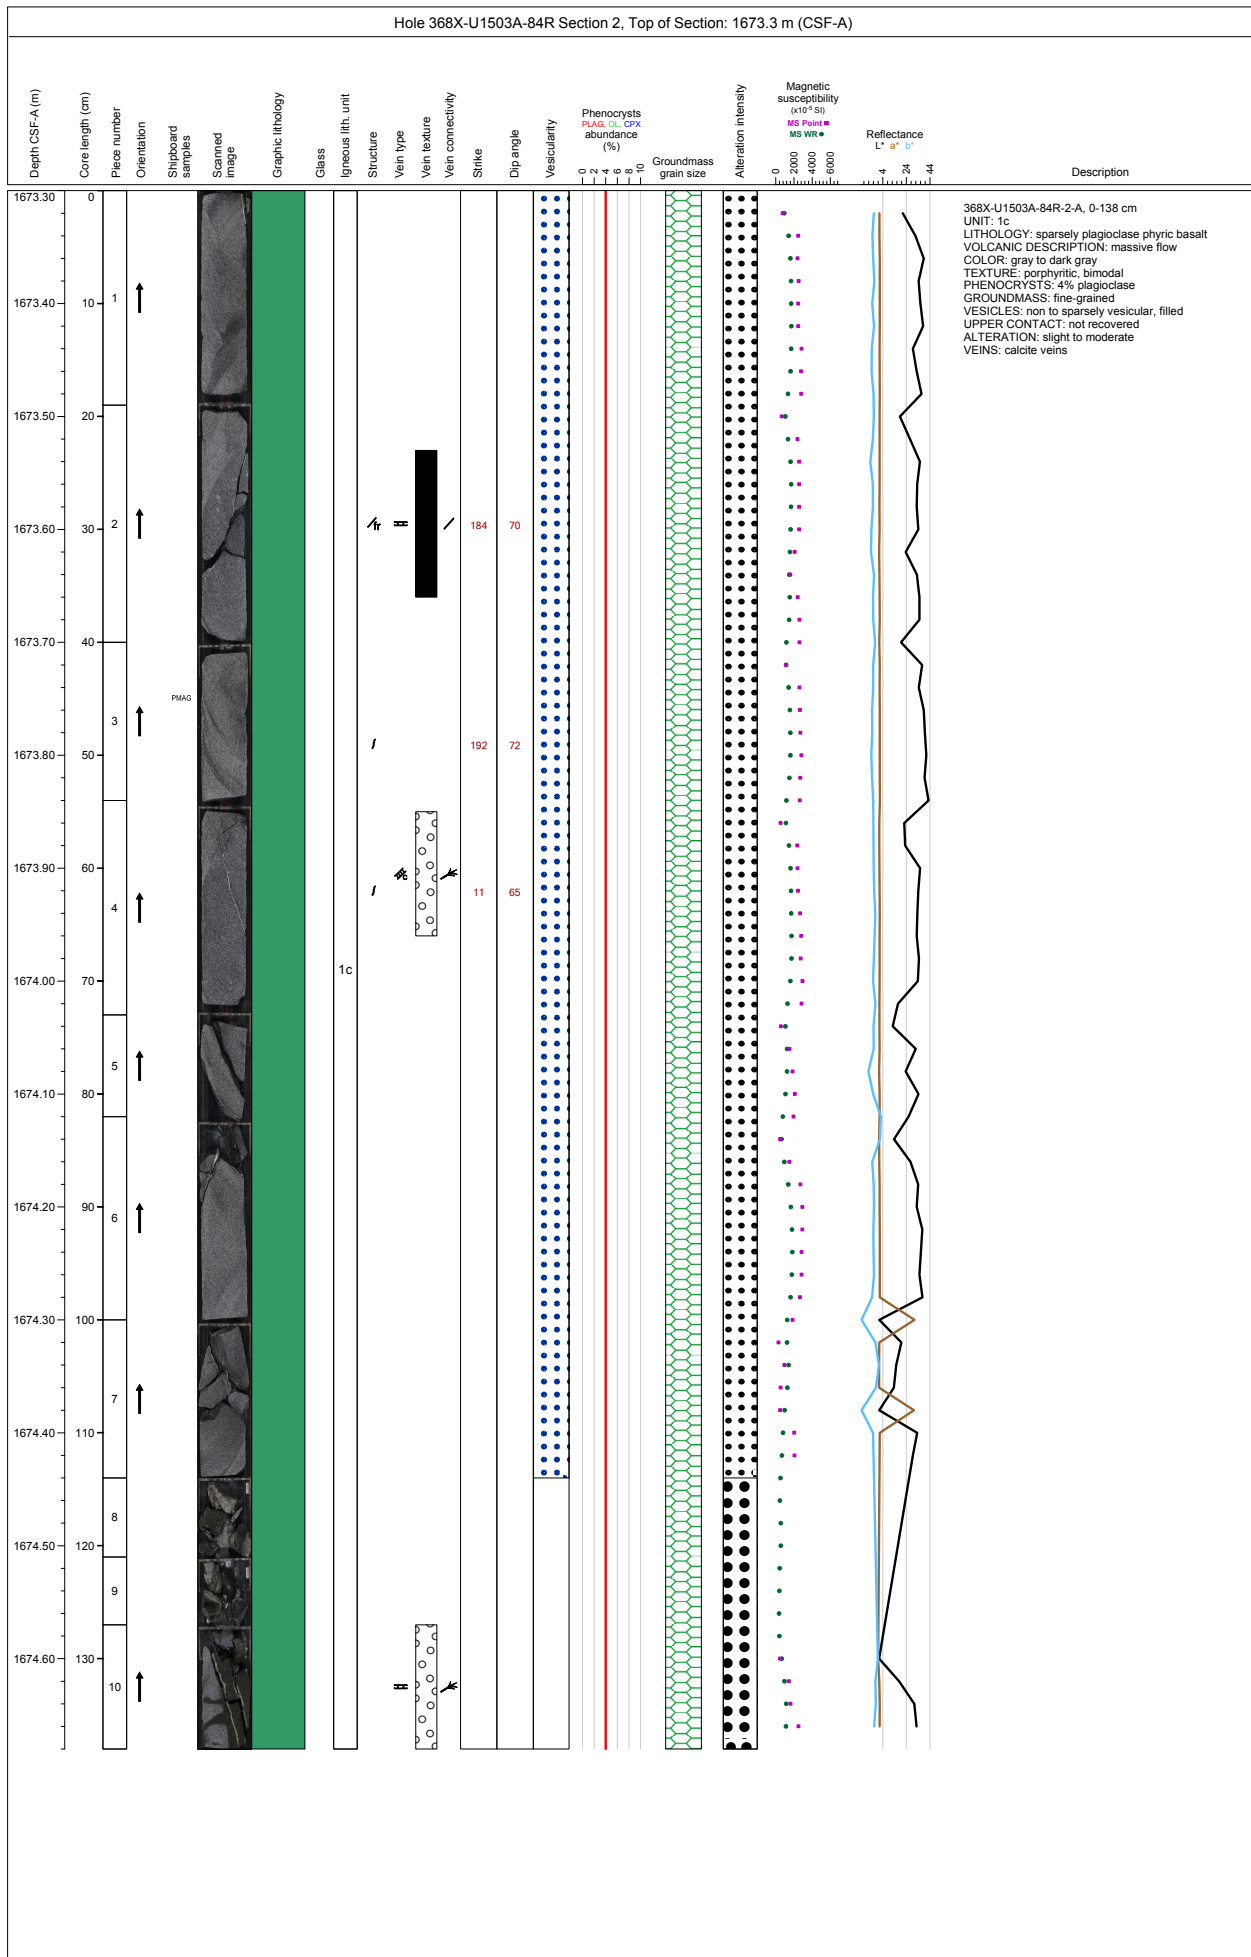 Hole 368X-U1503A-84R Section 2, Top of Section: 1673.3 m (CSF-A)
Depth CSF-A (m)
Core length (cm)
Piece number
Orientation
Shipboard
samples
Scanned
image
Graphic lithology
Glass
Igneous lith. unit
Structure
Vein type
Vein texture
Vein connectivity
Strike
Dip angle
Vesicularity
Phenocrysts
PLAG, OL, CPX
abundance
(%)
0 2 4 6 8 10
Groundmass
grain size
Alteration intensity
Magnetic
susceptibility
(x10-5 SI)
MS Point
MS WR
0 2000 4000 6000
Reflectance
L* a* b*
4 24 44
Description
1673.30 0
1673.40 10
1673.50 20
1673.60 30
1673.70 40
1673.80 50
1673.90 60
1674.00 70
1674.10 80
1674.20 90
1674.30 100
1674.40 110
1674.50 120
1674.60 130
1
2
3
4
5
6
7
8
9
10
PMAG
1c
fr
184 70
192 72
11 65
368X-U1503A-84R-2-A, 0-138 cm
UNIT: 1c
LITHOLOGY: sparsely plagioclase phyric basalt
VOLCANIC DESCRIPTION: massive flow
COLOR: gray to dark gray
TEXTURE: porphyritic, bimodal
PHENOCRYSTS: 4% plagioclase
GROUNDMASS: fine-grained
VESICLES: non to sparsely vesicular, filled
UPPER CONTACT: not recovered
ALTERATION: slight to moderate
VEINS: calcite veins